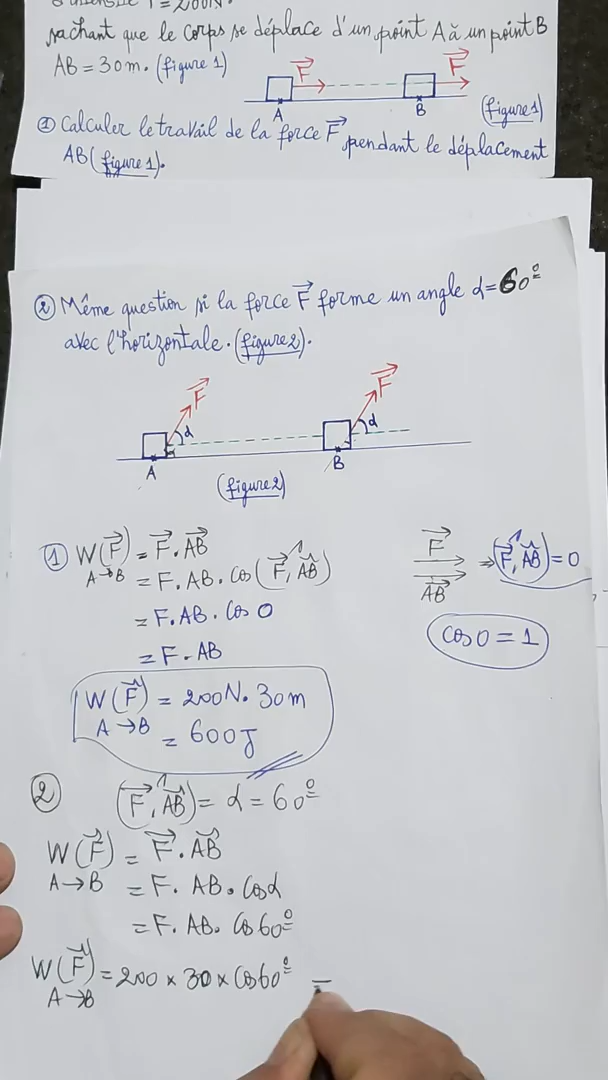 d'intensité F = 200N.
sachant que le corps se déplace d'un point A à un point B
AB = 30m. (figure 1)
F F
A B (figure 1)
① Calculer le travail de la force F pendant le déplacement
AB (figure 1).
② Même question si la force F forme un angle α = 60°
avec l'horizontale. (figure 2).
F F
α α
A B
(figure 2)
① W(F) = F . AB
A→B = F . AB . cos (F, AB)
= F. AB . cos 0
= F . AB
F
AB
⇒ (F, AB) = 0
cos 0 = 1
W(F) = 200N. 30m
A→B = 600J
② (F, AB) = α = 60°
W(F) = F . AB
A→B = F . AB . cos α
= F. AB. cos 60°
W(F) = 200 × 30 × cos 60° =
A→B